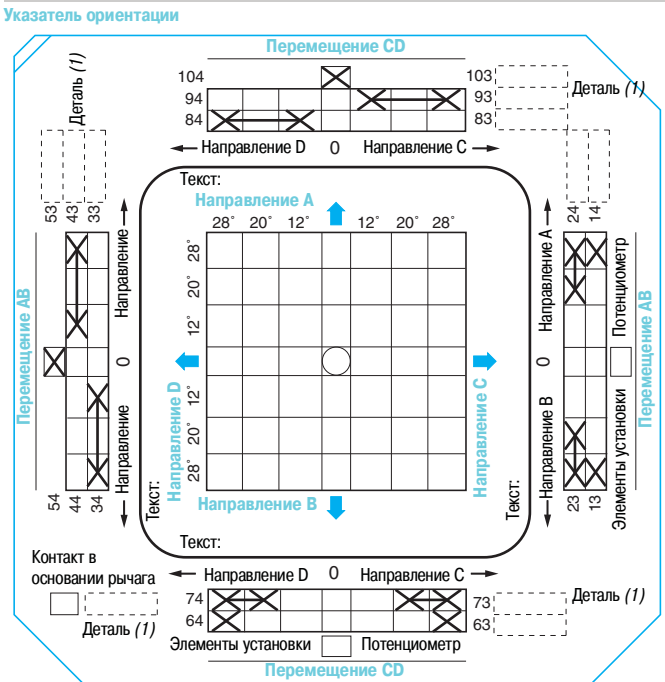 Указатель ориентации
Перемещение CD
104
103
94
93
Деталь (1)
84
83
Направление D 0 Направление C
Деталь (1)
53 43 33
24 14
Текст:
Направление A
28° 20° 12° 12° 20° 28°
28°
20°
12°
12°
20°
28°
Перемещение AB
Направление
0
Направление
54 44 34
Направление D
Направление C
Направление A
0
Направление B
Потенциометр
Элементы установки
Перемещение AB
23 13
Направление B
Текст:
Текст:
Текст:
Контакт в
основании рычага
Деталь (1)
Направление D 0 Направление C
74
73
Деталь (1)
64
63
Элементы установки Потенциометр
Перемещение CD